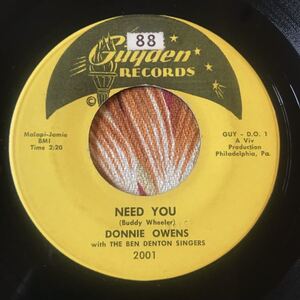 88
Guyden
RECORDS
Malapi-Jamie
BMI
Time 2:20
GUY - D.O. 1
A Viv
Production
Philadelphia, Pa.
NEED YOU
(Buddy Wheeler)
DONNIE OWENS
with THE BEN DENTON SINGERS
2001